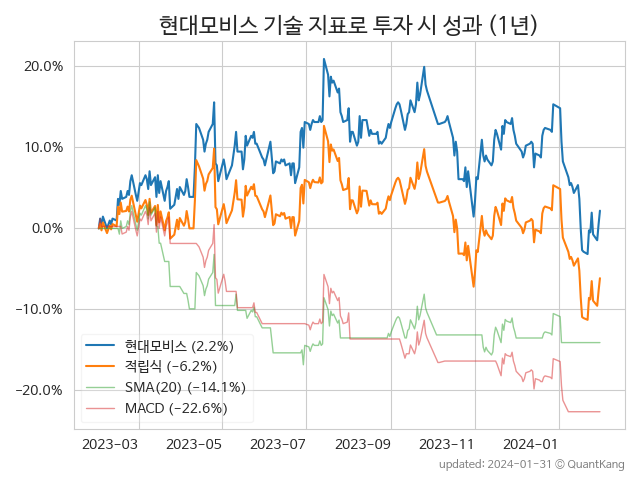 현대모비스 기술 지표로 투자 시 성과 (1년)
20.0%
10.0%
0.0%
−10.0%
−20.0%
현대모비스 (2.2%)
적립식 (−6.2%)
SMA(20) (−14.1%)
MACD (−22.6%)
2023-03 2023-05 2023-07 2023-09 2023-11 2024-01
updated: 2024-01-31 © QuantKang